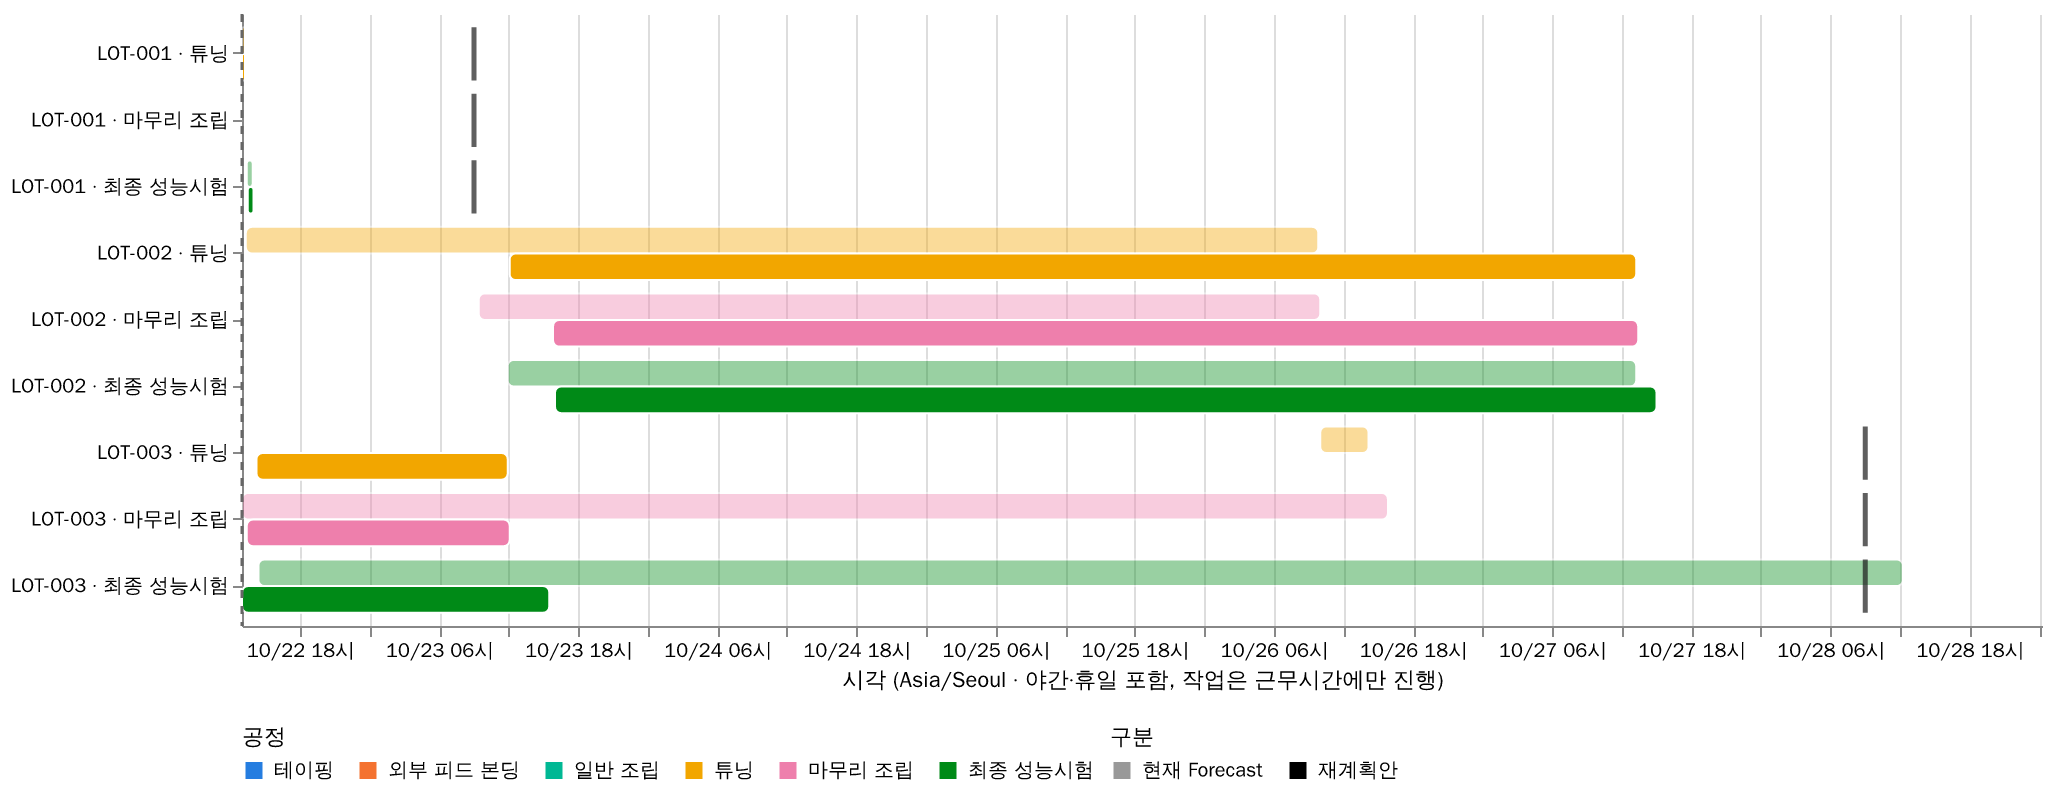 LOT-001 · 튜닝
LOT-001 · 마무리 조립
LOT-001 · 최종 성능시험
LOT-002 · 튜닝
LOT-002 · 마무리 조립
LOT-002 · 최종 성능시험
LOT-003 · 튜닝
LOT-003 · 마무리 조립
LOT-003 · 최종 성능시험
10/22 18시 10/23 06시 10/23 18시 10/24 06시 10/24 18시 10/25 06시 10/25 18시 10/26 06시 10/26 18시 10/27 06시 10/27 18시 10/28 06시 10/28 18시
시각 (Asia/Seoul · 야간·휴일 포함, 작업은 근무시간에만 진행)
공정
테이핑 외부 피드 본딩 일반 조립 튜닝 마무리 조립 최종 성능시험
구분
현재 Forecast 재계획안